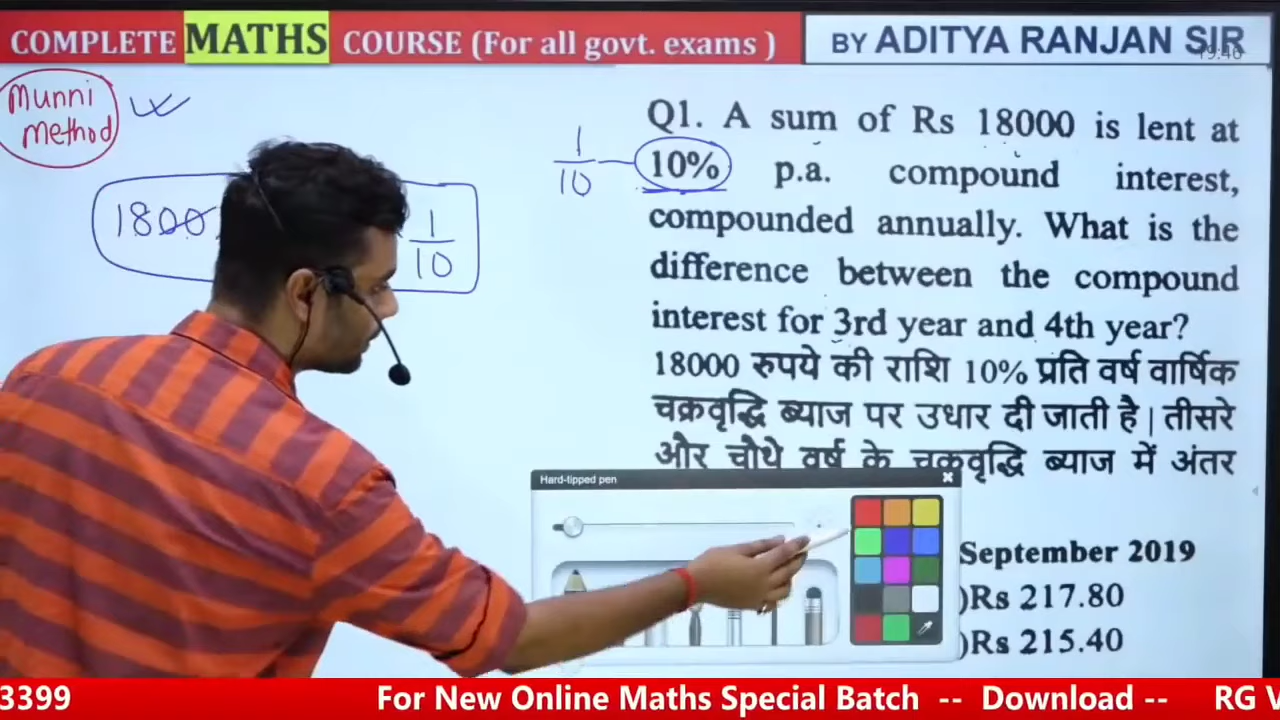 COMPLETE MATHS COURSE (For all govt. exams )
BY ADITYA RANJAN SIR
19:46
Munni
Method
1800
1
10
1
10
Q1. A sum of Rs 18000 is lent at
10% p.a. compound interest,
compounded annually. What is the
difference between the compound
interest for 3rd year and 4th year?
18000 रुपये की राशि 10% प्रति वर्ष वार्षिक
चक्रवृद्धि ब्याज पर उधार दी जाती है| तीसरे
और चौथे वर्ष के चक्रवृद्धि ब्याज में अंतर
Hard-tipped pen
September 2019
)Rs 217.80
)Rs 215.40
3399 For New Online Maths Special Batch -- Download -- RG V